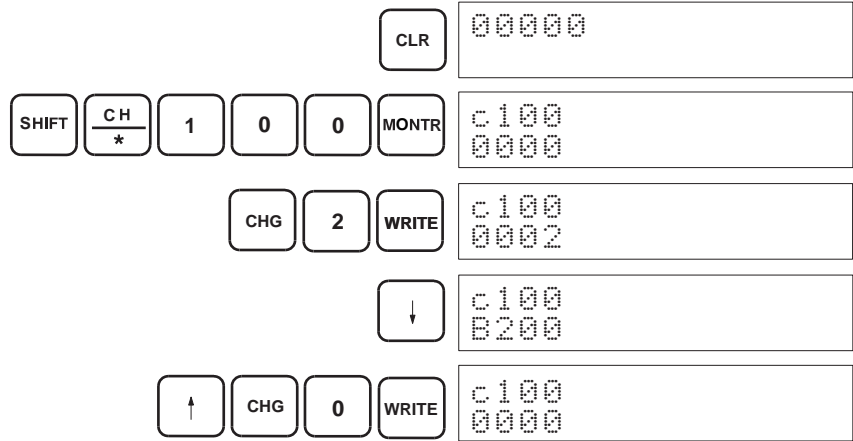 CLR 00000
SHIFT CH * 1 0 0 MONTR c100
0000
CHG 2 WRITE c100
0002
↓ c100
B200
↑ CHG 0 WRITE c100
0000